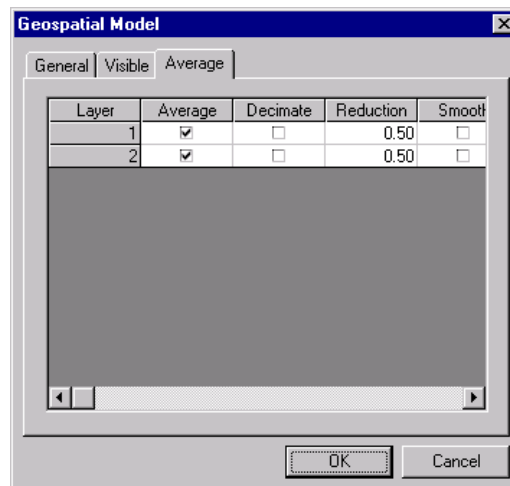 Geospatial Model
General Visible Average
Layer Average Decimate Reduction Smooth
1 0.50
2 0.50
OK Cancel